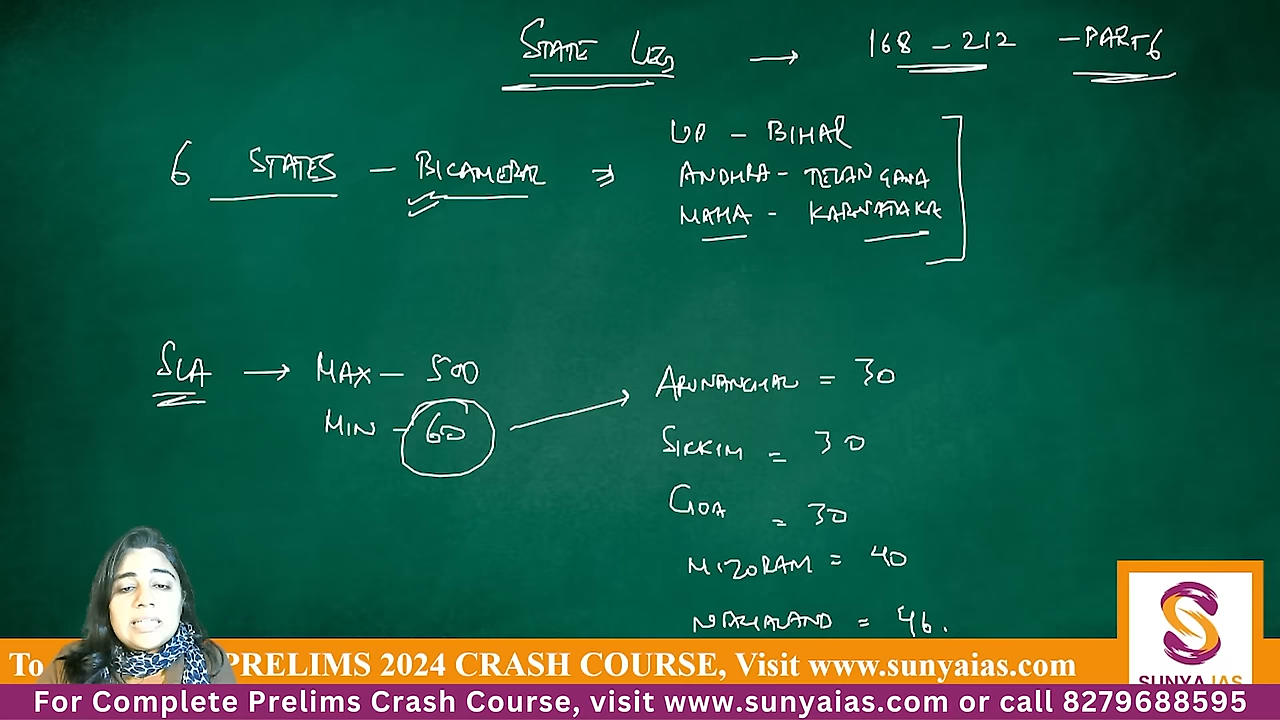 STATE LEG → 168 - 212 - PART 6
6 STATES - BICAMERAL ⇒
UP - BIHAR
ANDHRA - TELANGANA
MAHA - KARNATAKA
SLA → MAX - 500
MIN - 60 →
ARUNANCHAL = 30
SIKKIM = 30
GOA = 30
MIZORAM = 40
NAGALAND = 46.
To PRELIMS 2024 CRASH COURSE, Visit www.sunyaias.com
SUNYA IAS
For Complete Prelims Crash Course, visit www.sunyaias.com or call 8279688595